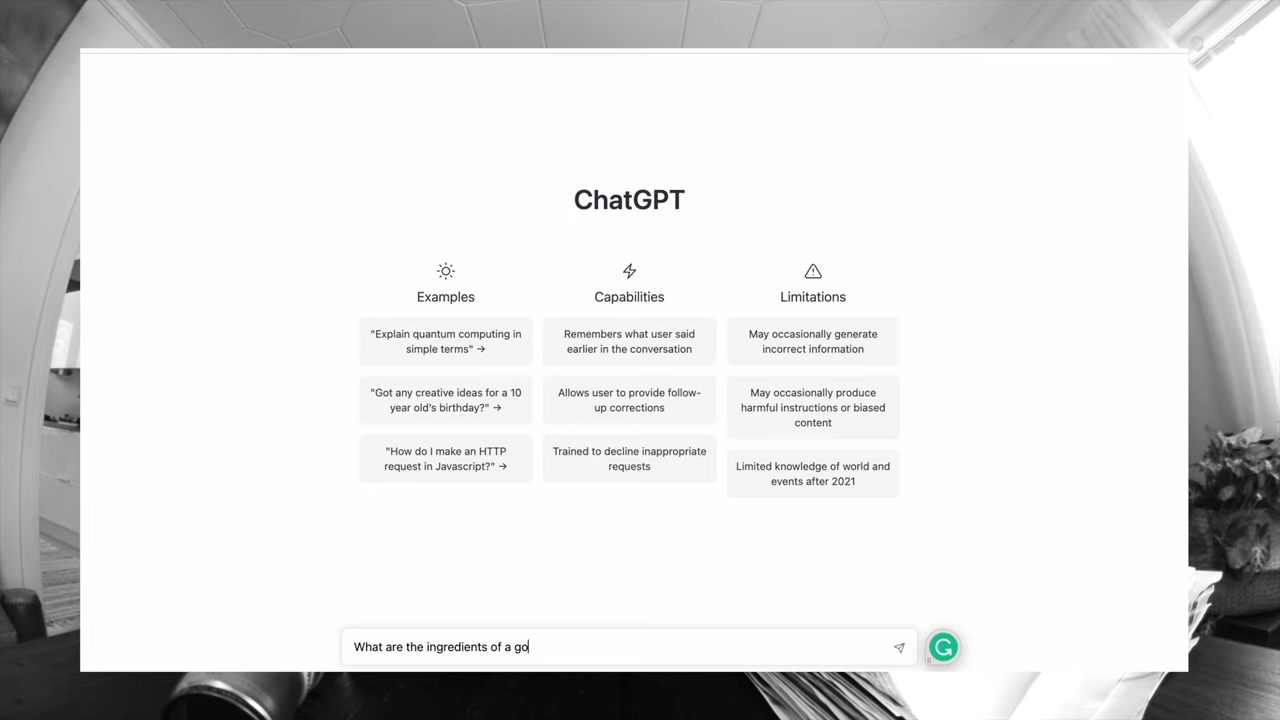 ChatGPT
Examples
"Explain quantum computing in
simple terms" →
"Got any creative ideas for a 10
year old's birthday?" →
"How do I make an HTTP
request in Javascript?" →
Capabilities
Remembers what user said
earlier in the conversation
Allows user to provide follow-
up corrections
Trained to decline inappropriate
requests
Limitations
May occasionally generate
incorrect information
May occasionally produce
harmful instructions or biased
content
Limited knowledge of world and
events after 2021
What are the ingredients of a go